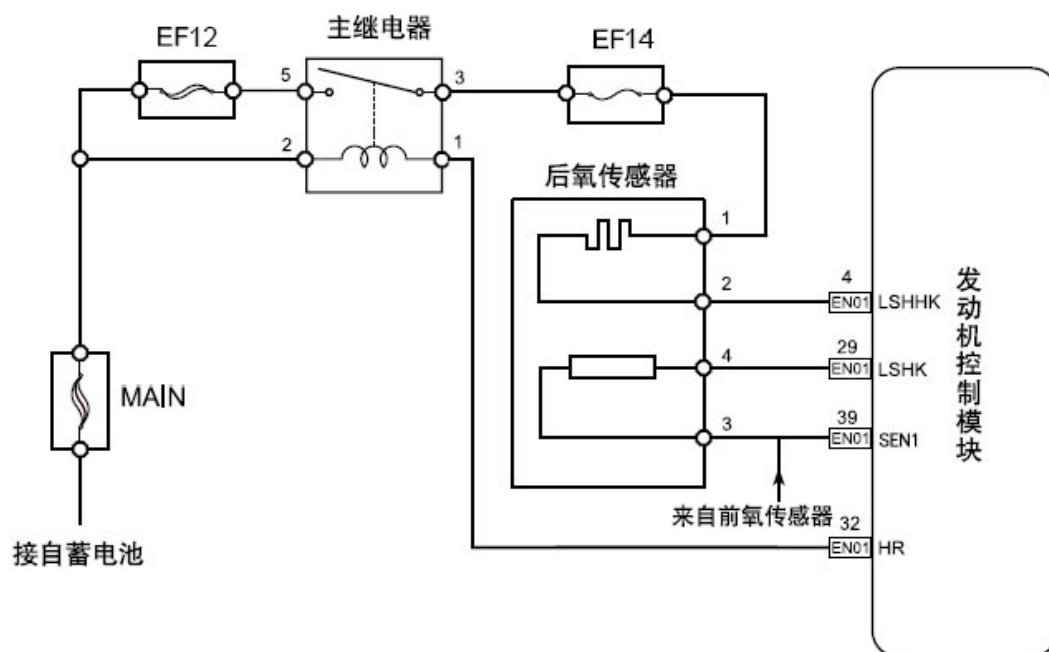 EF12
主继电器
EF14
5
3
2
1
后氧传感器
1
2
4
EN01
LSHHK
4
29
EN01
LSHK
3
39
EN01
SEN1
来自前氧传感器
32
EN01
HR
发动机控制模块
MAIN
接自蓄电池